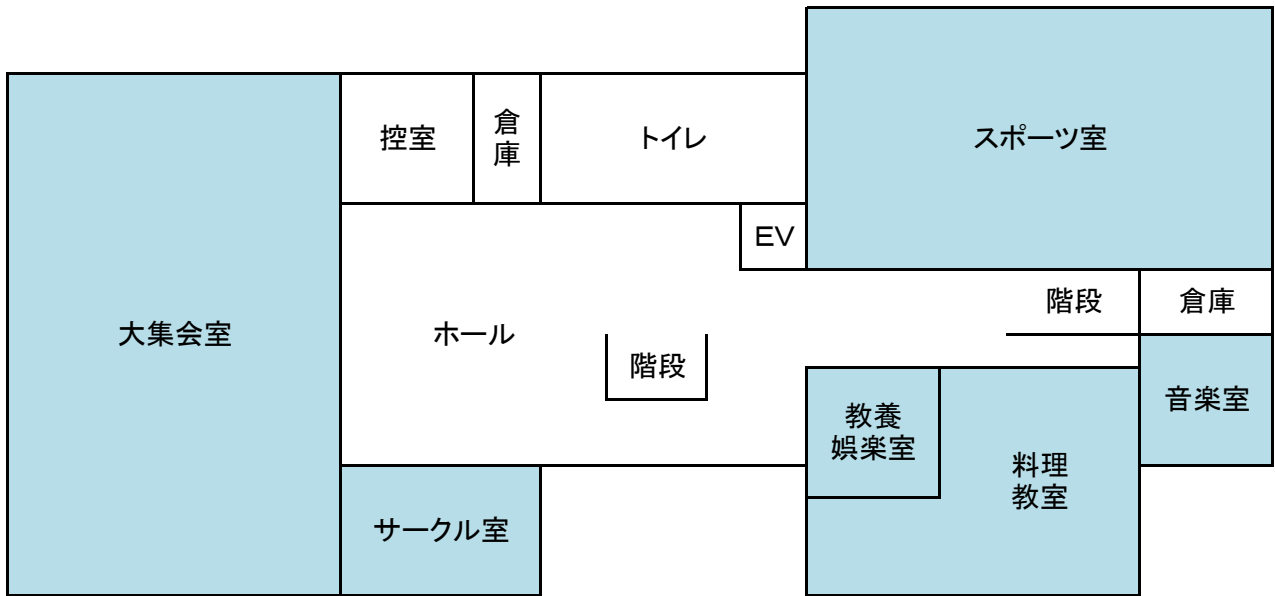 控室
倉
庫
トイレ
スポーツ室
EV
大集会室
ホール
階段
階段
倉庫
教養
娯楽室
料理
教室
音楽室
サークル室